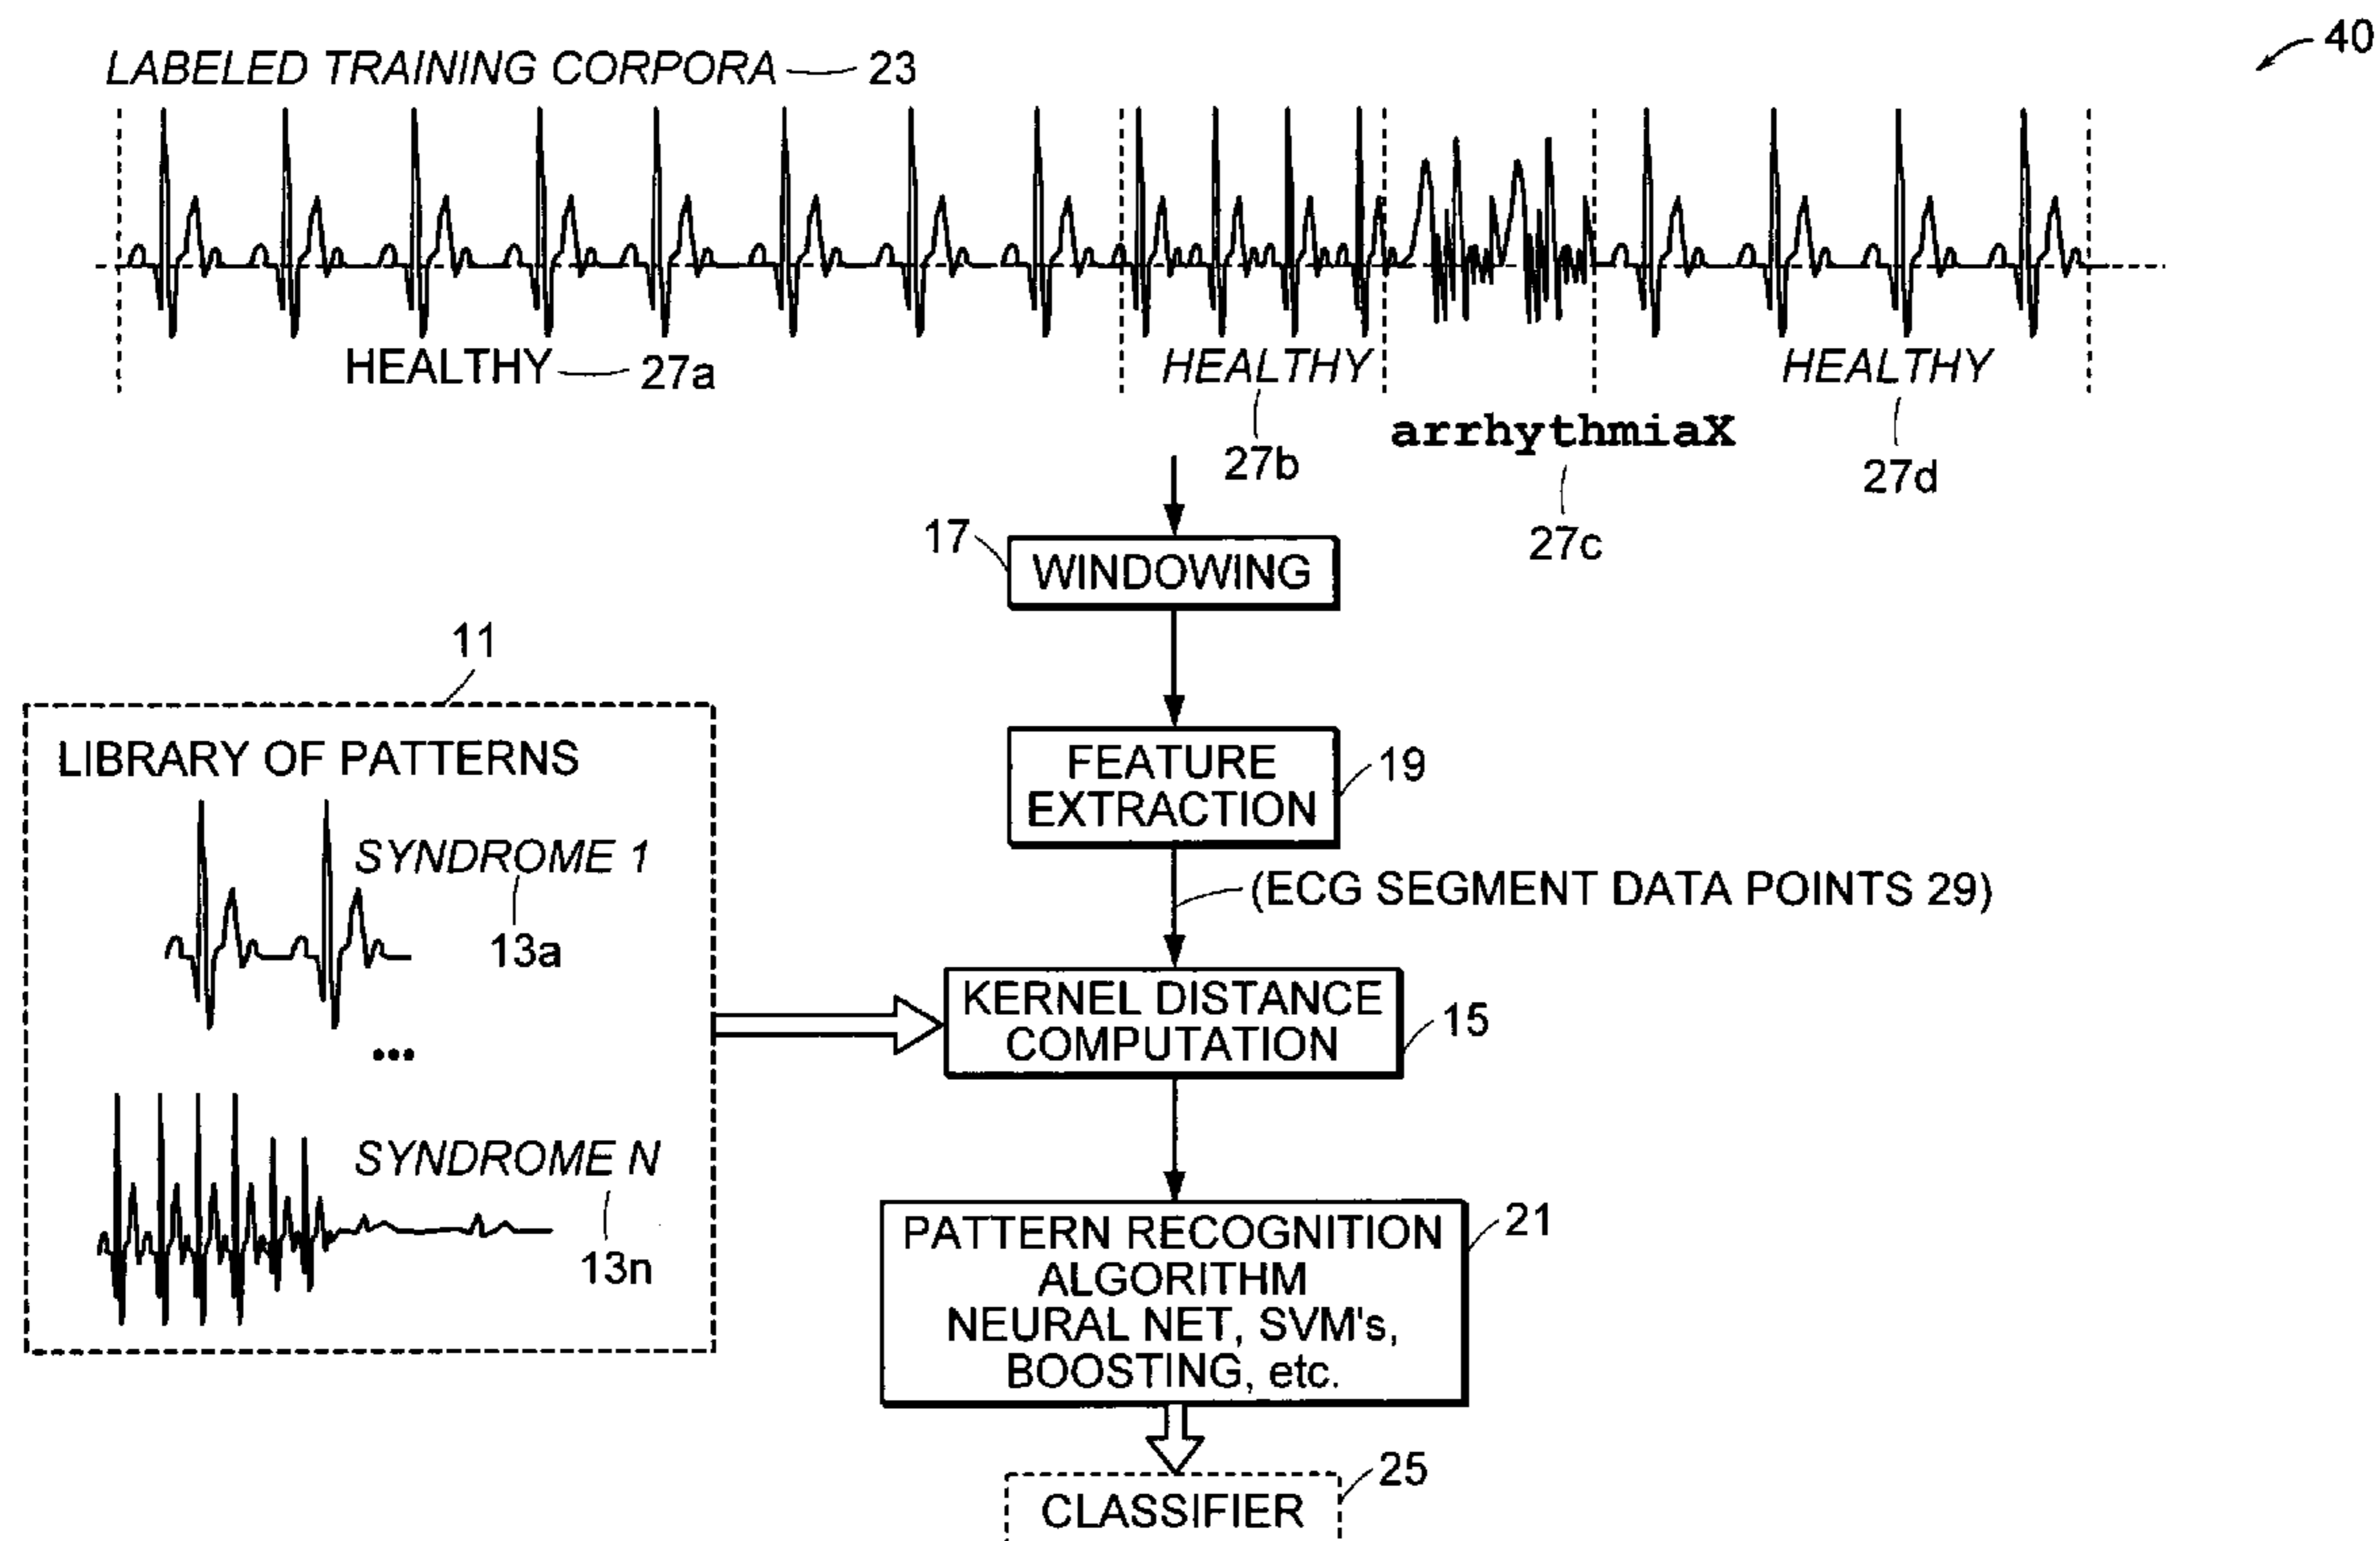 40
LABELED TRAINING CORPORA 23
HEALTHY 27a
HEALTHY
27b
arrhythmiaX
27c
HEALTHY
27d
17
WINDOWING
11
LIBRARY OF PATTERNS
SYNDROME 1
13a
...
SYNDROME N
13n
FEATURE
EXTRACTION
19
(ECG SEGMENT DATA POINTS 29)
KERNEL DISTANCE
COMPUTATION
15
PATTERN RECOGNITION
ALGORITHM
NEURAL NET, SVM's,
BOOSTING, etc.
21
CLASSIFIER
25